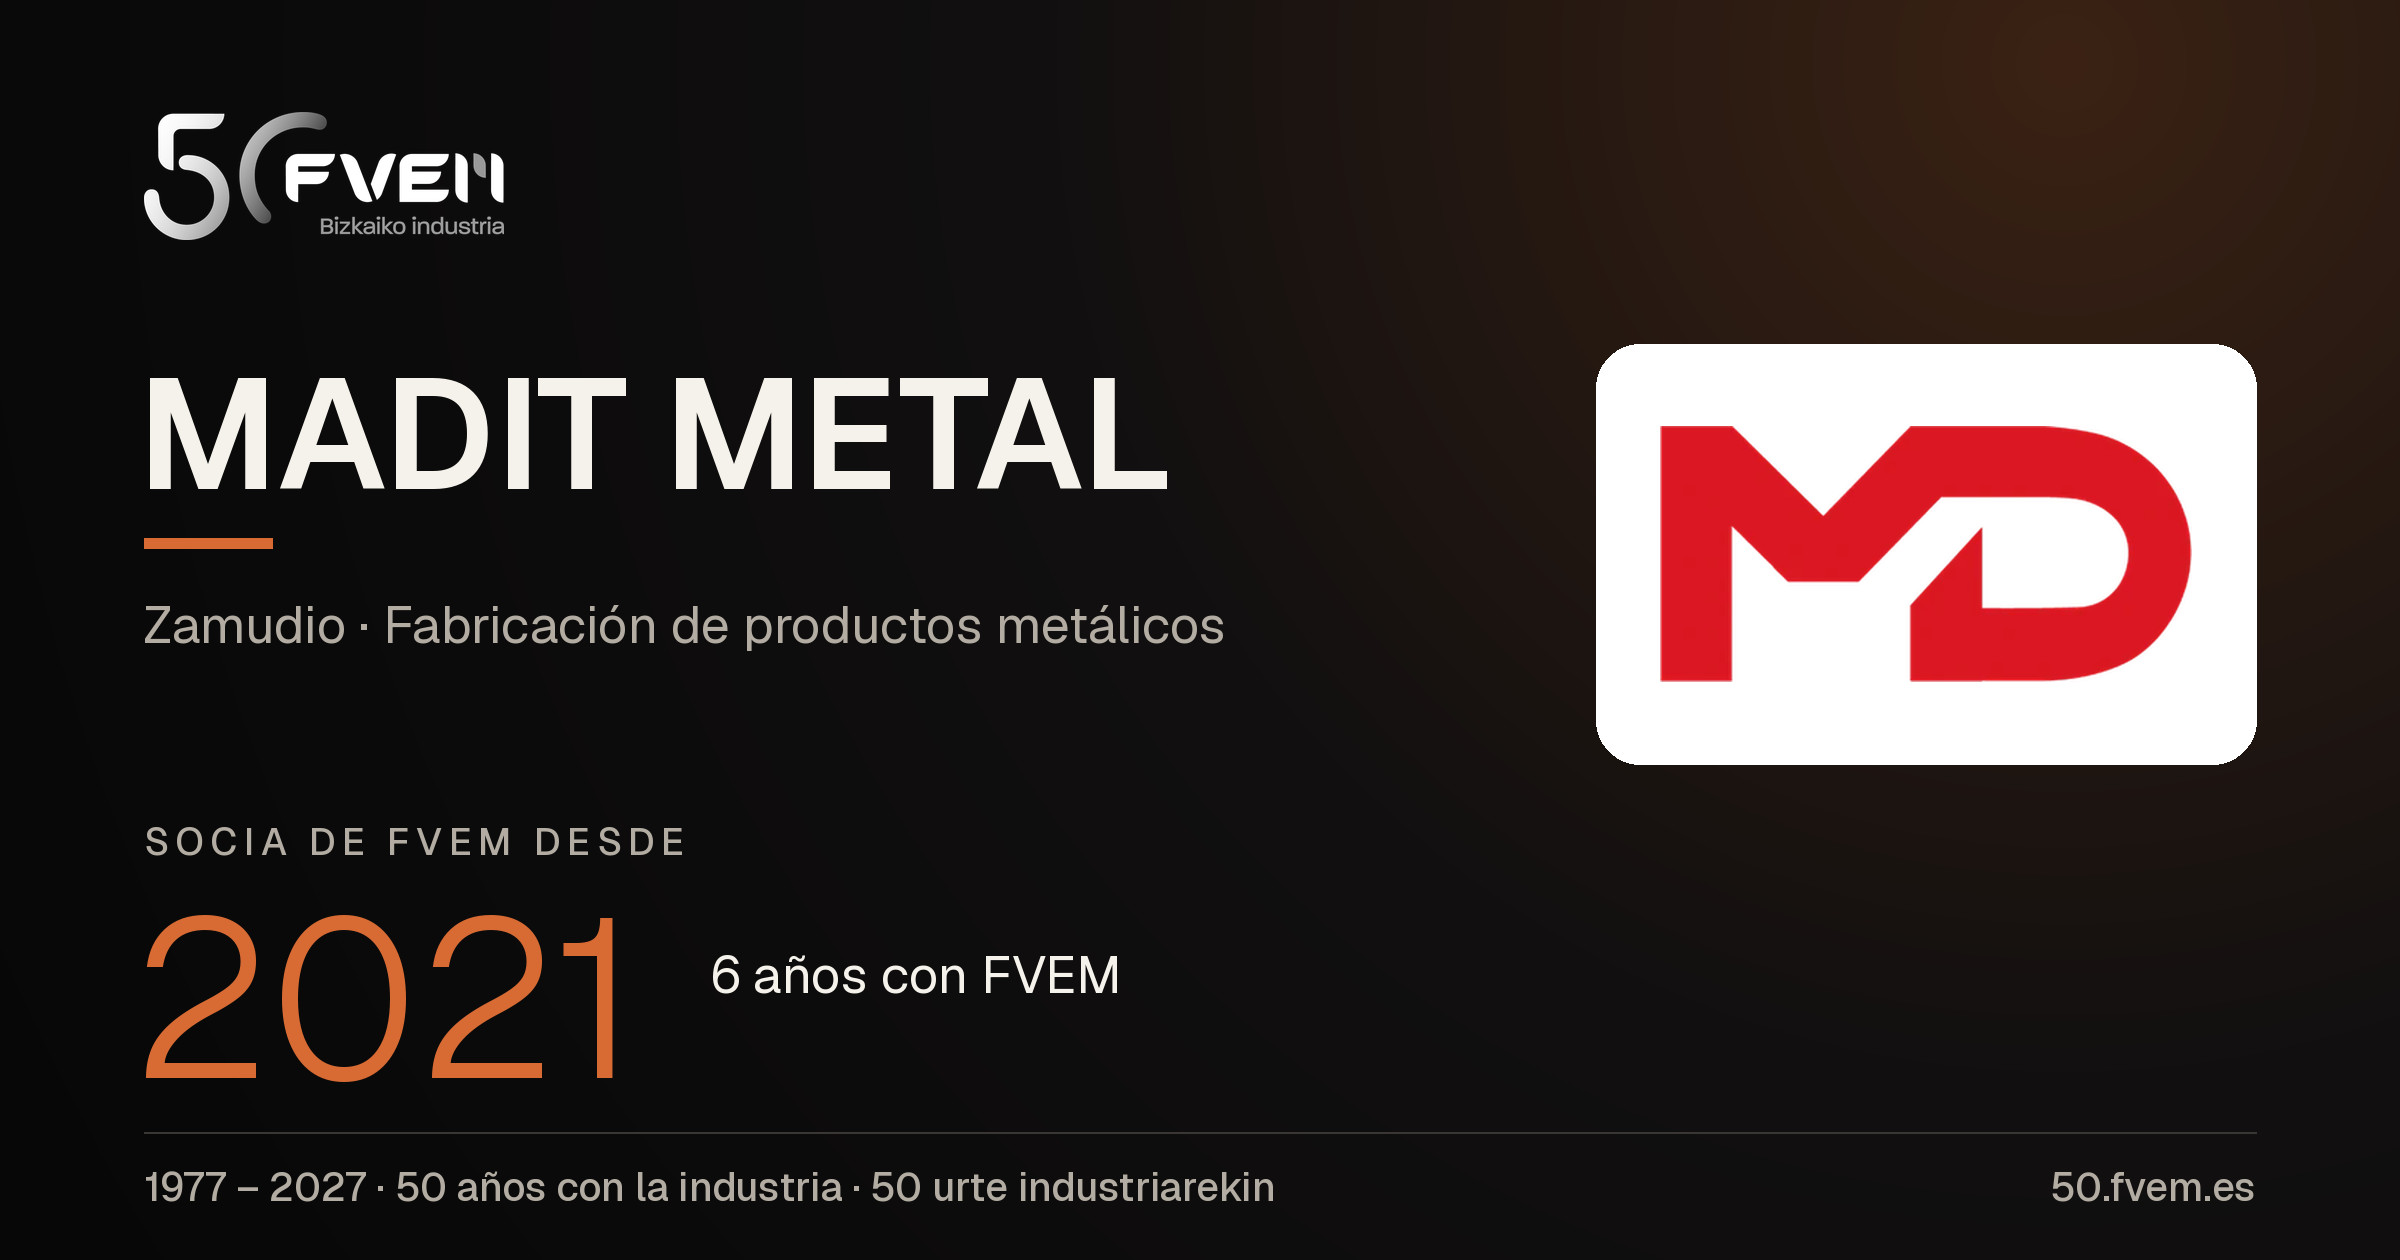 50 FVEM
Bizkaiko industria
MADIT METAL
Zamudio · Fabricación de productos metálicos
MD
SOCIA DE FVEM DESDE
2021
6 años con FVEM
1977 – 2027 · 50 años con la industria · 50 urte industriarekin
50.fvem.es